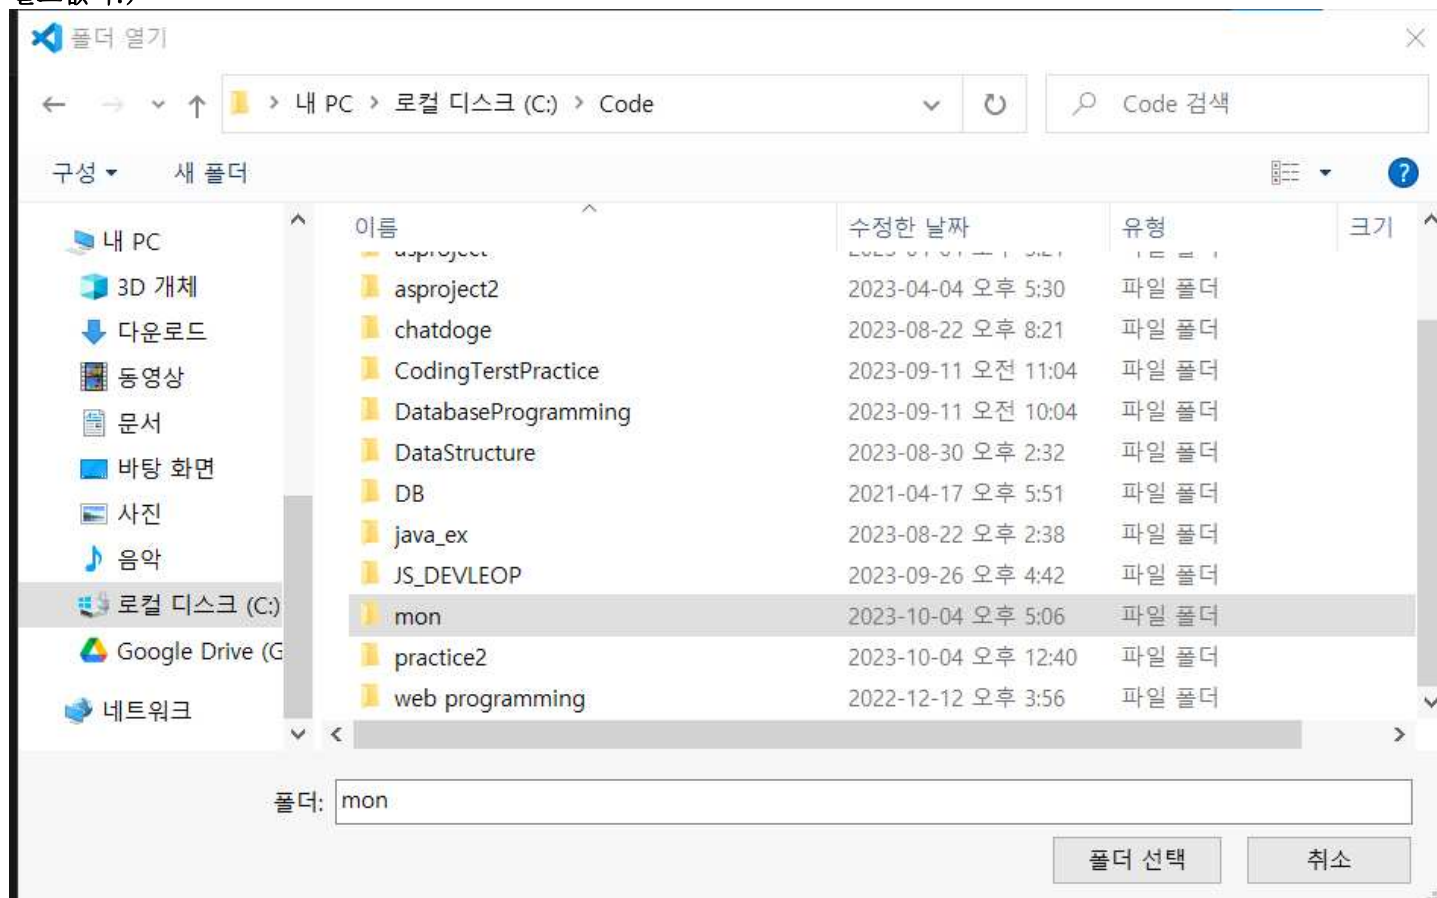 폴더 열기
내 PC > 로컬 디스크 (C:) > Code
Code 검색
구성
새 폴더
이름 수정한 날짜 유형 크기
asproject2 2023-04-04 오후 5:30 파일 폴더
chatdoge 2023-08-22 오후 8:21 파일 폴더
CodingTerstPractice 2023-09-11 오전 11:04 파일 폴더
DatabaseProgramming 2023-09-11 오전 10:04 파일 폴더
DataStructure 2023-08-30 오후 2:32 파일 폴더
DB 2021-04-17 오후 5:51 파일 폴더
java_ex 2023-08-22 오후 2:38 파일 폴더
JS_DEVLEOP 2023-09-26 오후 4:42 파일 폴더
mon 2023-10-04 오후 5:06 파일 폴더
practice2 2023-10-04 오후 12:40 파일 폴더
web programming 2022-12-12 오후 3:56 파일 폴더
내 PC
3D 개체
다운로드
동영상
문서
바탕 화면
사진
음악
로컬 디스크 (C:)
Google Drive (G
네트워크
폴더: mon
폴더 선택
취소